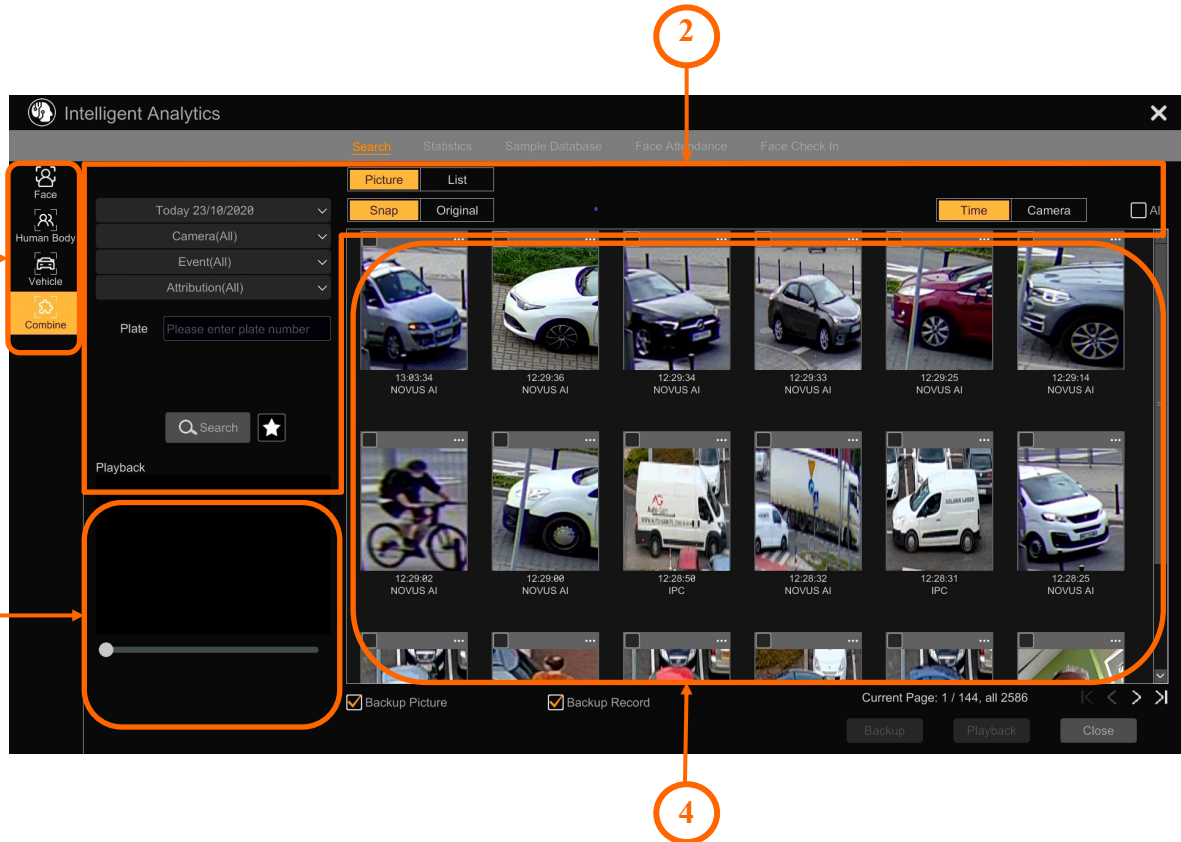 2
Intelligent Analytics
Search Statistics Sample Database Face Attendance Face Check In
Face
Human Body
Vehicle
Combine
Picture List
Snap Original
Time Camera
Today 23/10/2020
Camera(All)
Event(All)
Attribution(All)
Plate Please enter plate number
Search
Playback
13:03:34
NOVUS AI
12:29:36
NOVUS AI
12:29:34
NOVUS AI
12:29:33
NOVUS AI
12:29:25
NOVUS AI
12:29:14
NOVUS AI
AG
12:29:02
NOVUS AI
12:29:00
NOVUS AI
12:28:50
IPC
12:28:32
NOVUS AI
12:28:31
IPC
12:28:25
NOVUS AI
Backup Picture
Backup Record
Current Page: 1 / 144, all 2586
Backup Playback Close
4